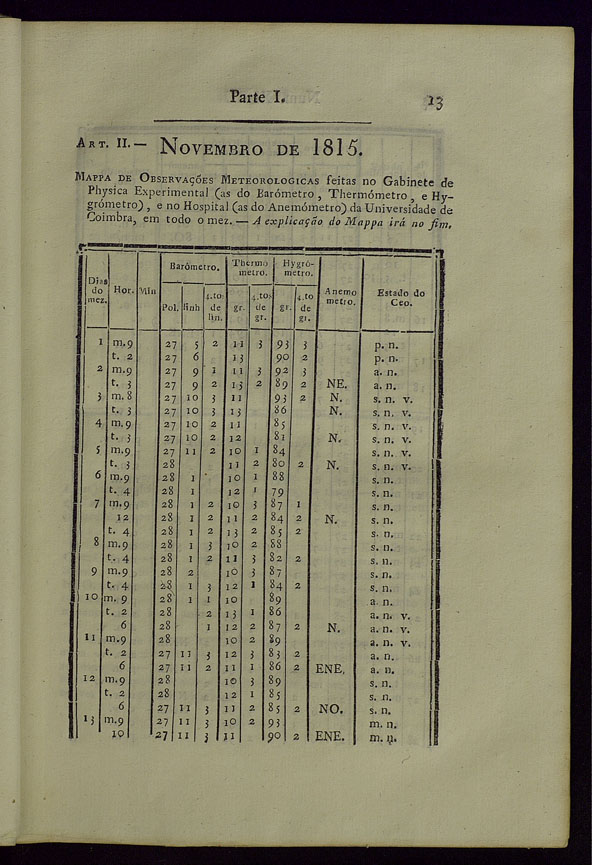 Parte I.
13
ART. II. — NOVEMBRO DE 1815.
MAPPA DE OBSERVAÇÕES METEOROLOGICAS feitas no Gabinete de
Physica Experimental (as do Barómetro, Thermómetro, e Hy-
grómetro), e no Hospital (as do Anemómetro) da Universidade de
Coimbra, em todo o mez. — A explicação do Mappa irá no fim.
Dias do mez. Hor. Min Barómetro. Thermo metro. Hygró- metro. Anemo metro. Estado do Ceo.
Pol. linh 4.to de lin. gr. 4.to de gr. gr. 4.to de gr.
1 m.9 27 5 2 11 3 93 3 p. n.
t. 2 27 6 13 90 2 p. n.
2 m.9 27 9 1 11 3 92 3 a. n.
t. 3 27 9 2 13 2 89 2 NE. a. n.
3 m.8 27 10 3 11 93 2 N. s. n. v.
t. 3 27 10 3 13 86 N. s. n. v.
4 m.9 27 10 2 11 85 s. n. v.
t. 3 27 10 2 12 81 N. s. n. v.
5 m.9 27 11 2 10 1 84 s. n. v.
t. 3 28 11 2 80 2 N. s. n. v.
6 m.9 28 1 10 1 88 s. n.
t. 4 28 1 12 1 79 s. n.
7 m.9 28 1 2 10 3 87 1 s. n.
12 28 1 2 11 2 84 2 N. s. n.
t. 4 28 1 2 13 2 85 2 s. n.
8 m.9 28 1 3 10 2 88 s. n.
t. 4 28 1 2 11 3 82 2 s. n.
9 m.9 28 2 10 3 87 s. n.
t. 4 28 1 3 12 1 84 2 s. n.
10 m. 9 28 1 1 10 89 a n.
t. 2 28 2 13 1 86 a. n. v.
6 28 1 12 2 87 2 N. a. n. v.
11 m.9 28 10 2 89 a. n. v.
t. 2 27 11 3 12 3 83 2 a. n.
6 27 11 2 11 1 86 2 ENE. a. n.
12 m.9 28 10 3 89 s. n.
t. 2 28 12 1 85 s. n.
6 27 11 3 11 2 85 2 NO. s. n.
13 m.9 27 11 3 10 2 93 m. n.
10 27 11 3 11 90 2 ENE. m. n.